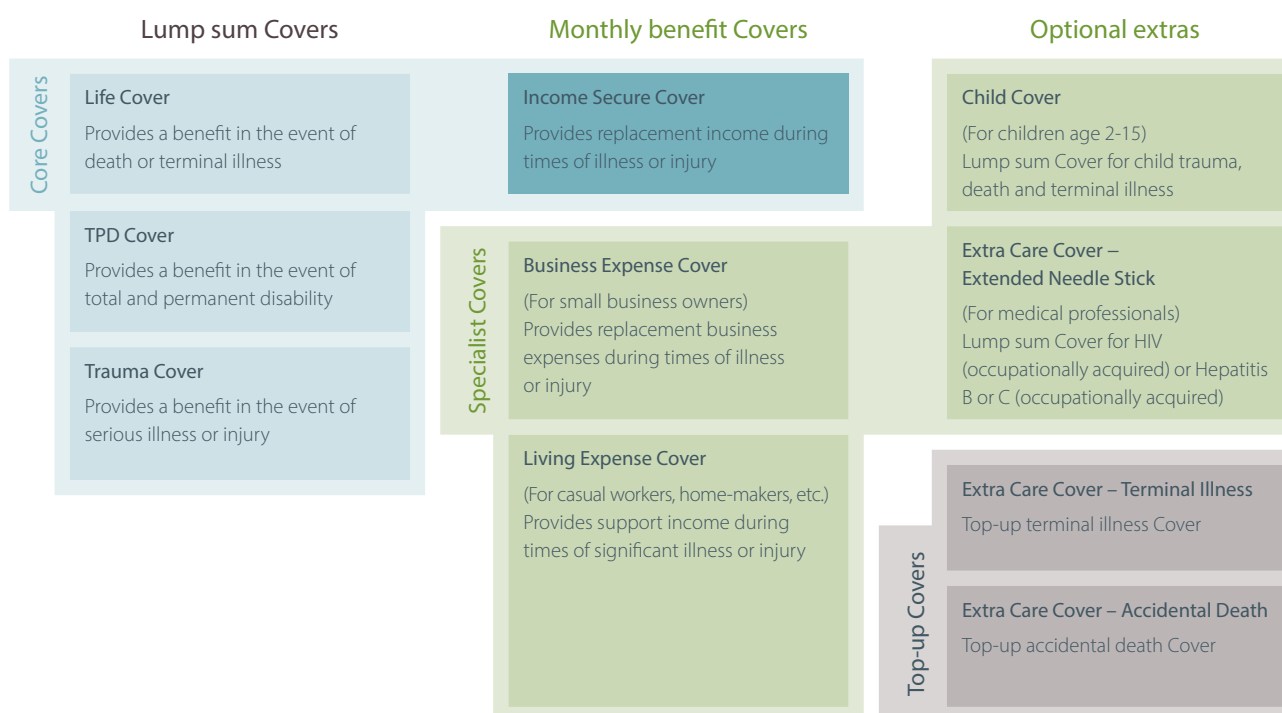 Lump sum Covers
Monthly benefit Covers
Optional extras
Core Covers
Life Cover
Provides a benefit in the event of
death or terminal illness
TPD Cover
Provides a benefit in the event of
total and permanent disability
Trauma Cover
Provides a benefit in the event of
serious illness or injury
Income Secure Cover
Provides replacement income during
times of illness or injury
Specialist Covers
Business Expense Cover
(For small business owners)
Provides replacement business
expenses during times of illness
or injury
Living Expense Cover
(For casual workers, home-makers, etc.)
Provides support income during
times of significant illness or injury
Child Cover
(For children age 2-15)
Lump sum Cover for child trauma,
death and terminal illness
Extra Care Cover –
Extended Needle Stick
(For medical professionals)
Lump sum Cover for HIV
(occupationally acquired) or Hepatitis
B or C (occupationally acquired)
Top-up Covers
Extra Care Cover – Terminal Illness
Top-up terminal illness Cover
Extra Care Cover – Accidental Death
Top-up accidental death Cover